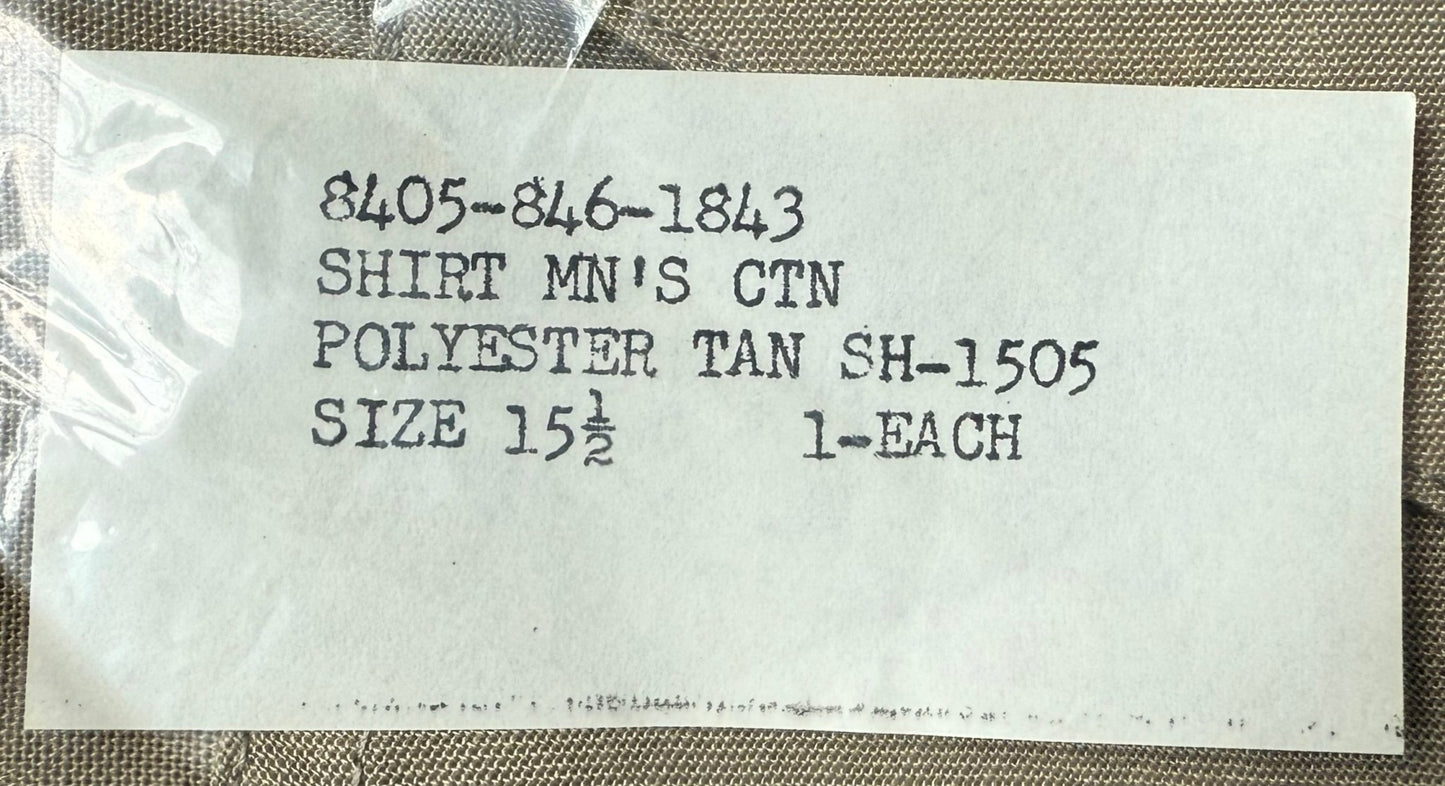 8405-846-1843
SHIRT MN'S CTN
POLYESTER TAN SH-1505
SIZE 15½ 1-EACH